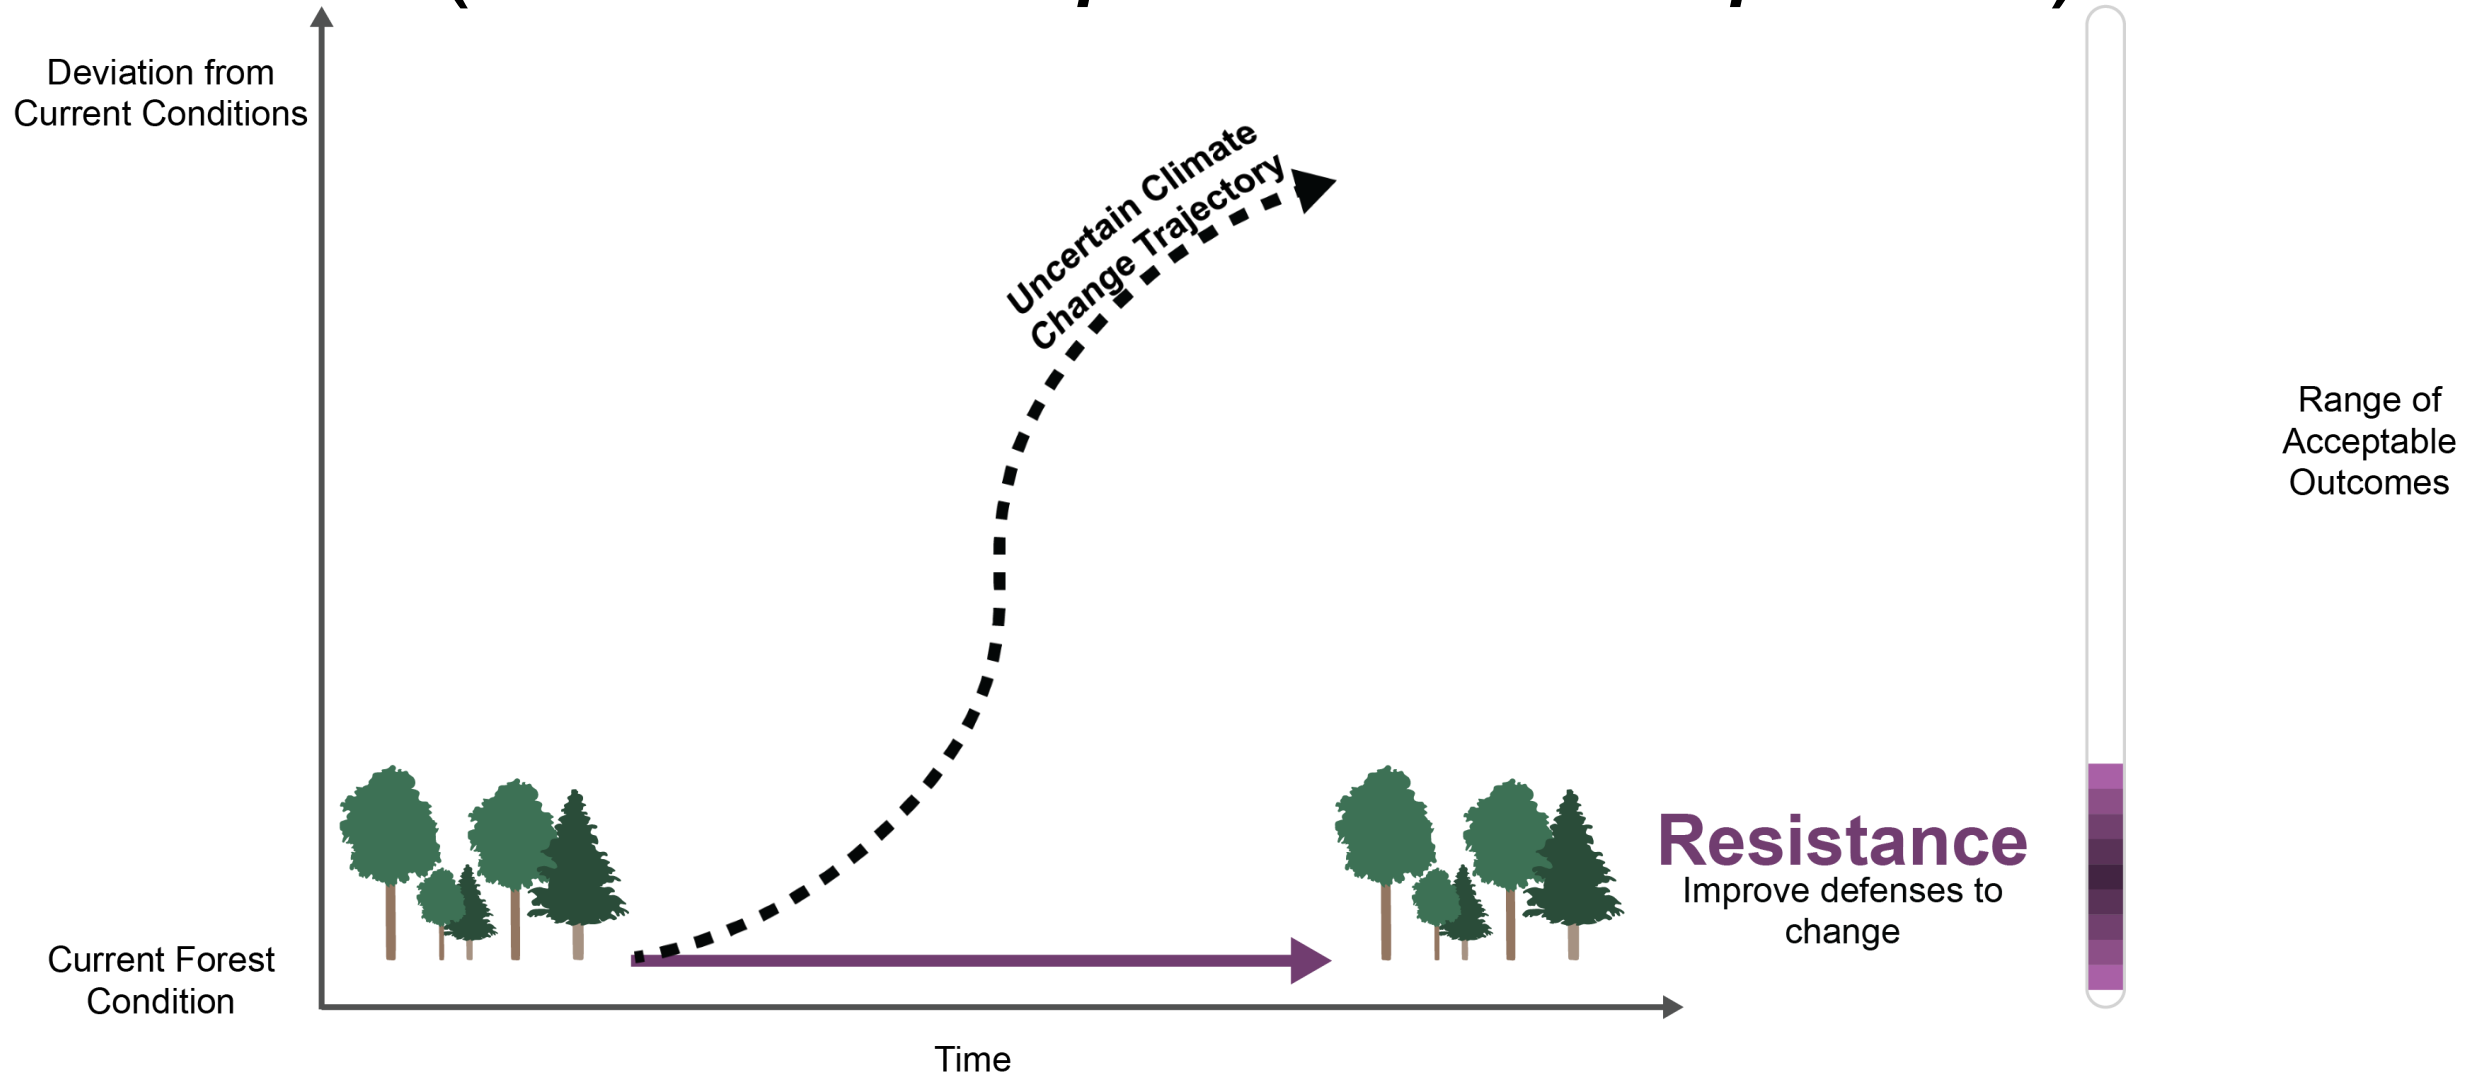 Deviation from
Current Conditions
Uncertain Climate
Change Trajectory
Range of
Acceptable
Outcomes
Resistance
Improve defenses to
change
Current Forest
Condition
Time